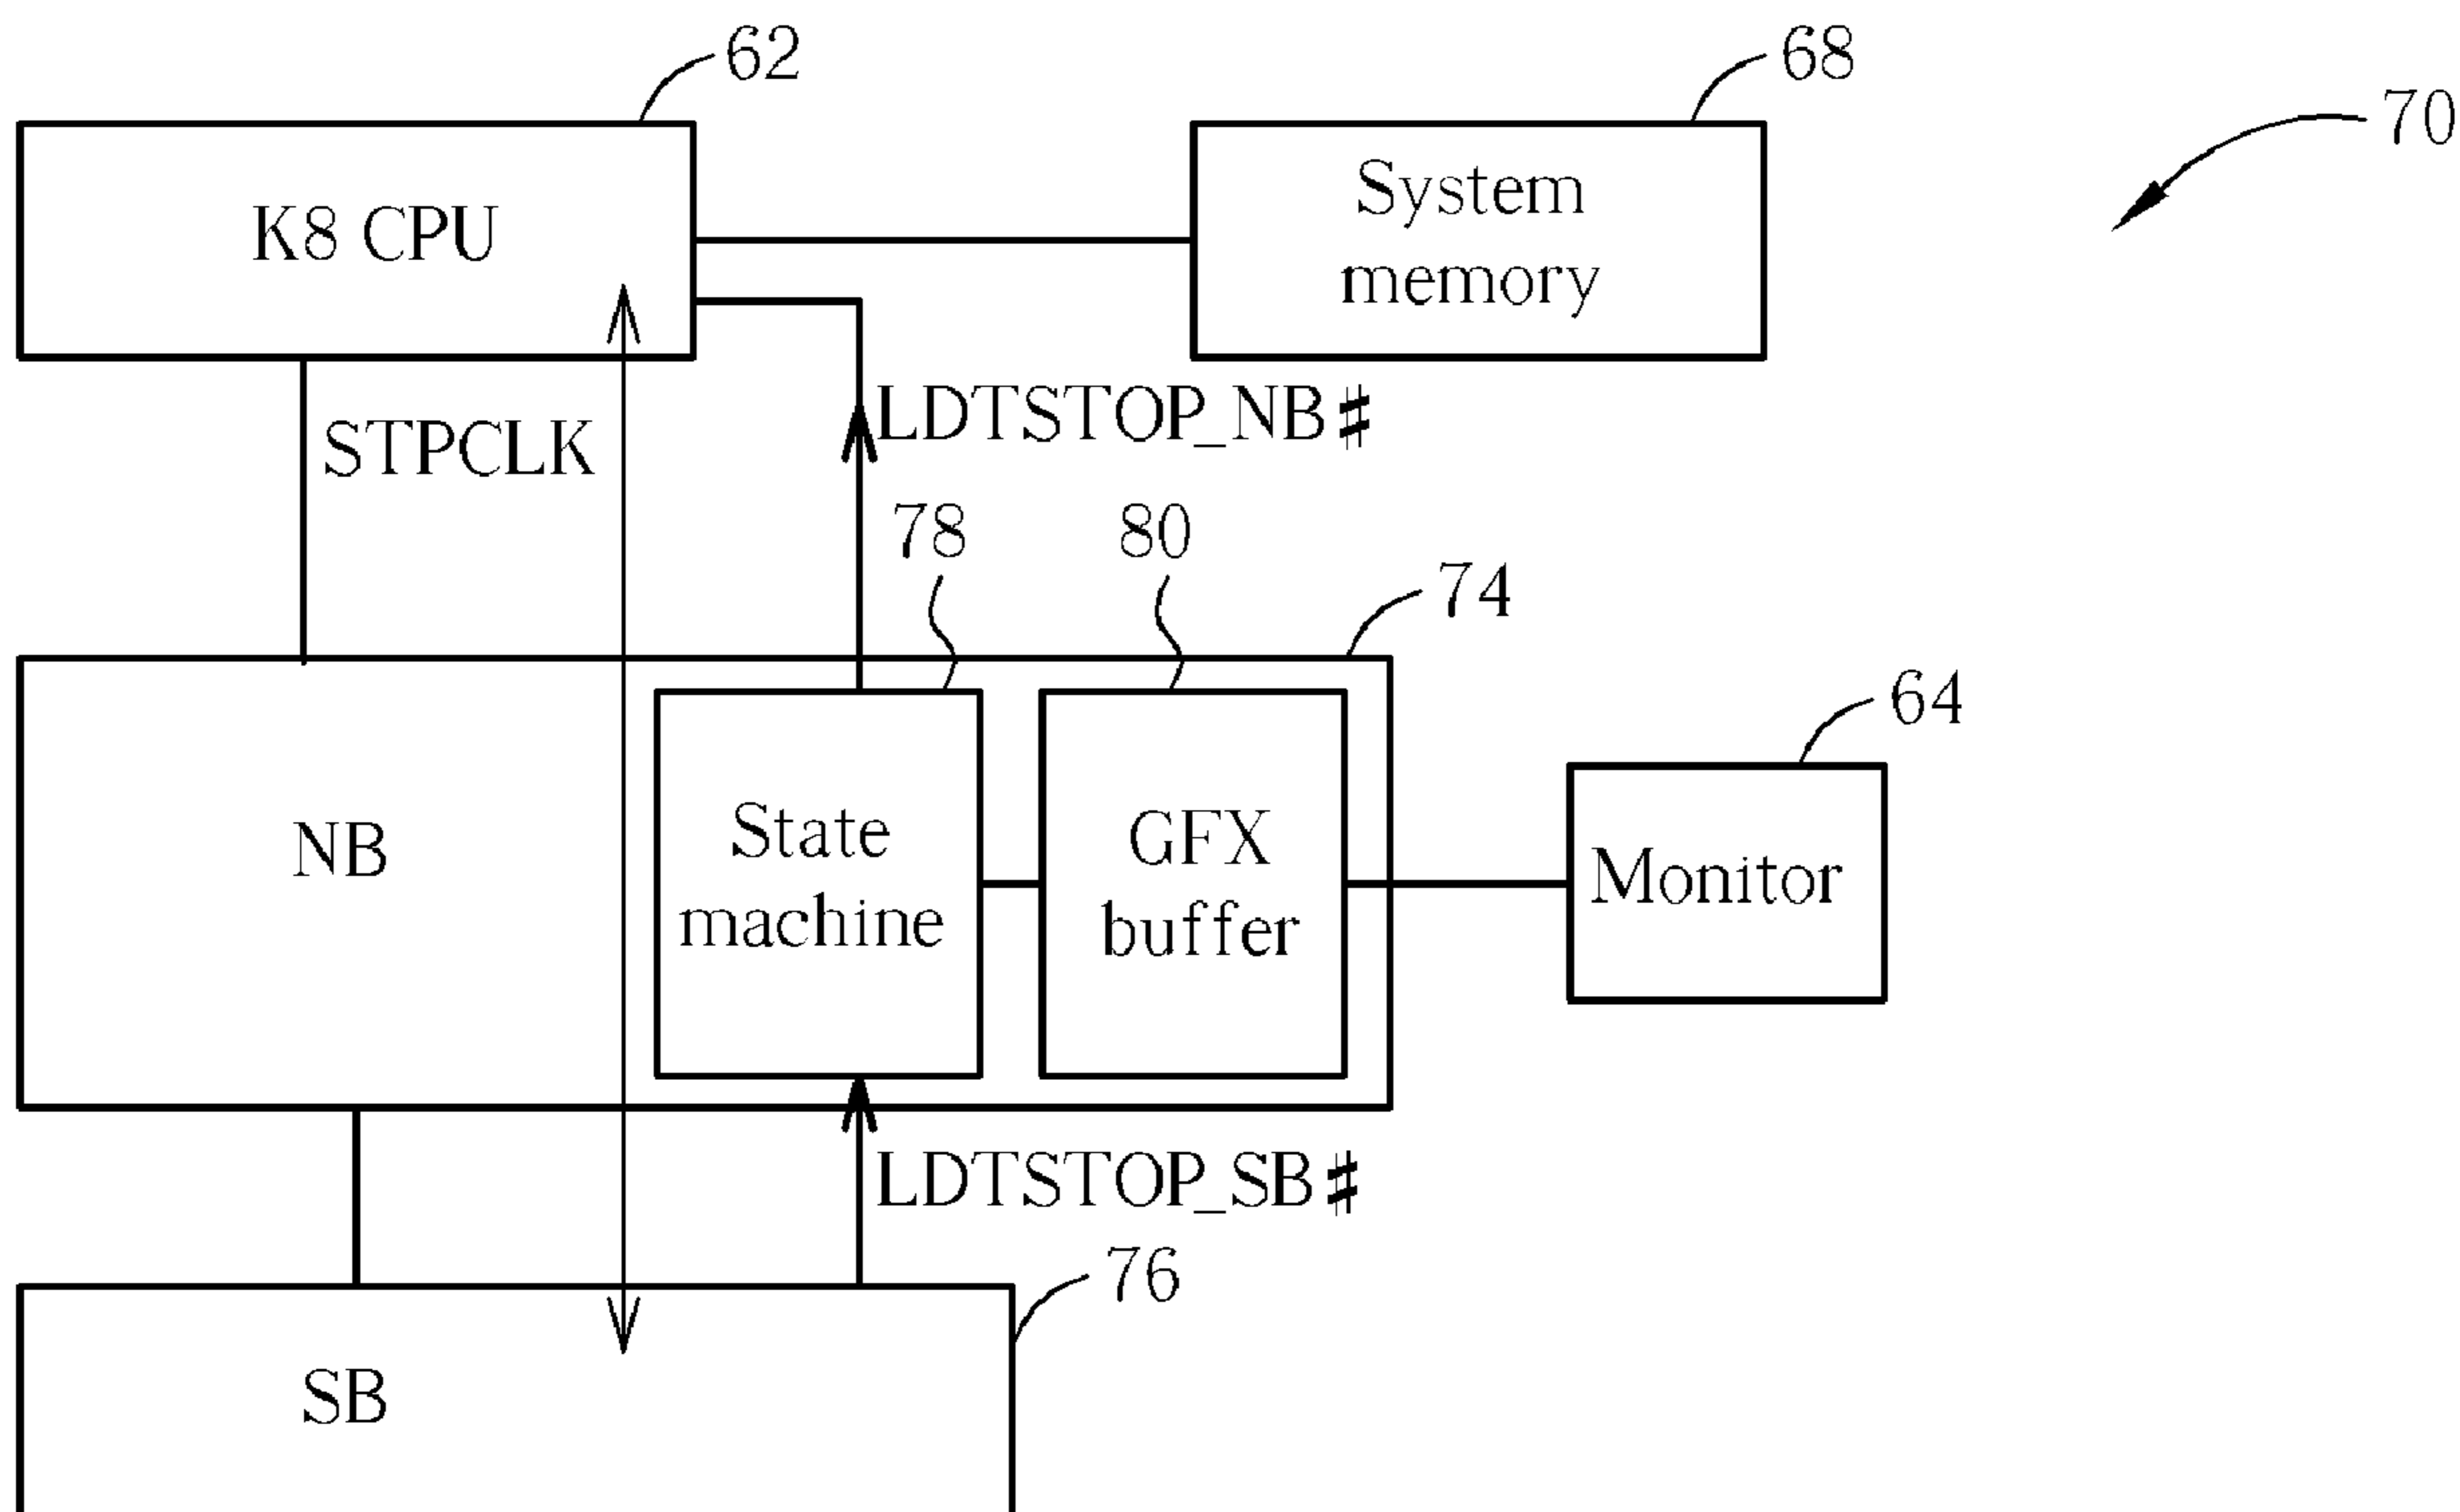 62
68
70
K8 CPU
System
memory
STPCLK
LDTSTOP_NB#
78
80
74
64
NB
State
machine
GFX
buffer
Monitor
LDTSTOP_SB#
76
SB